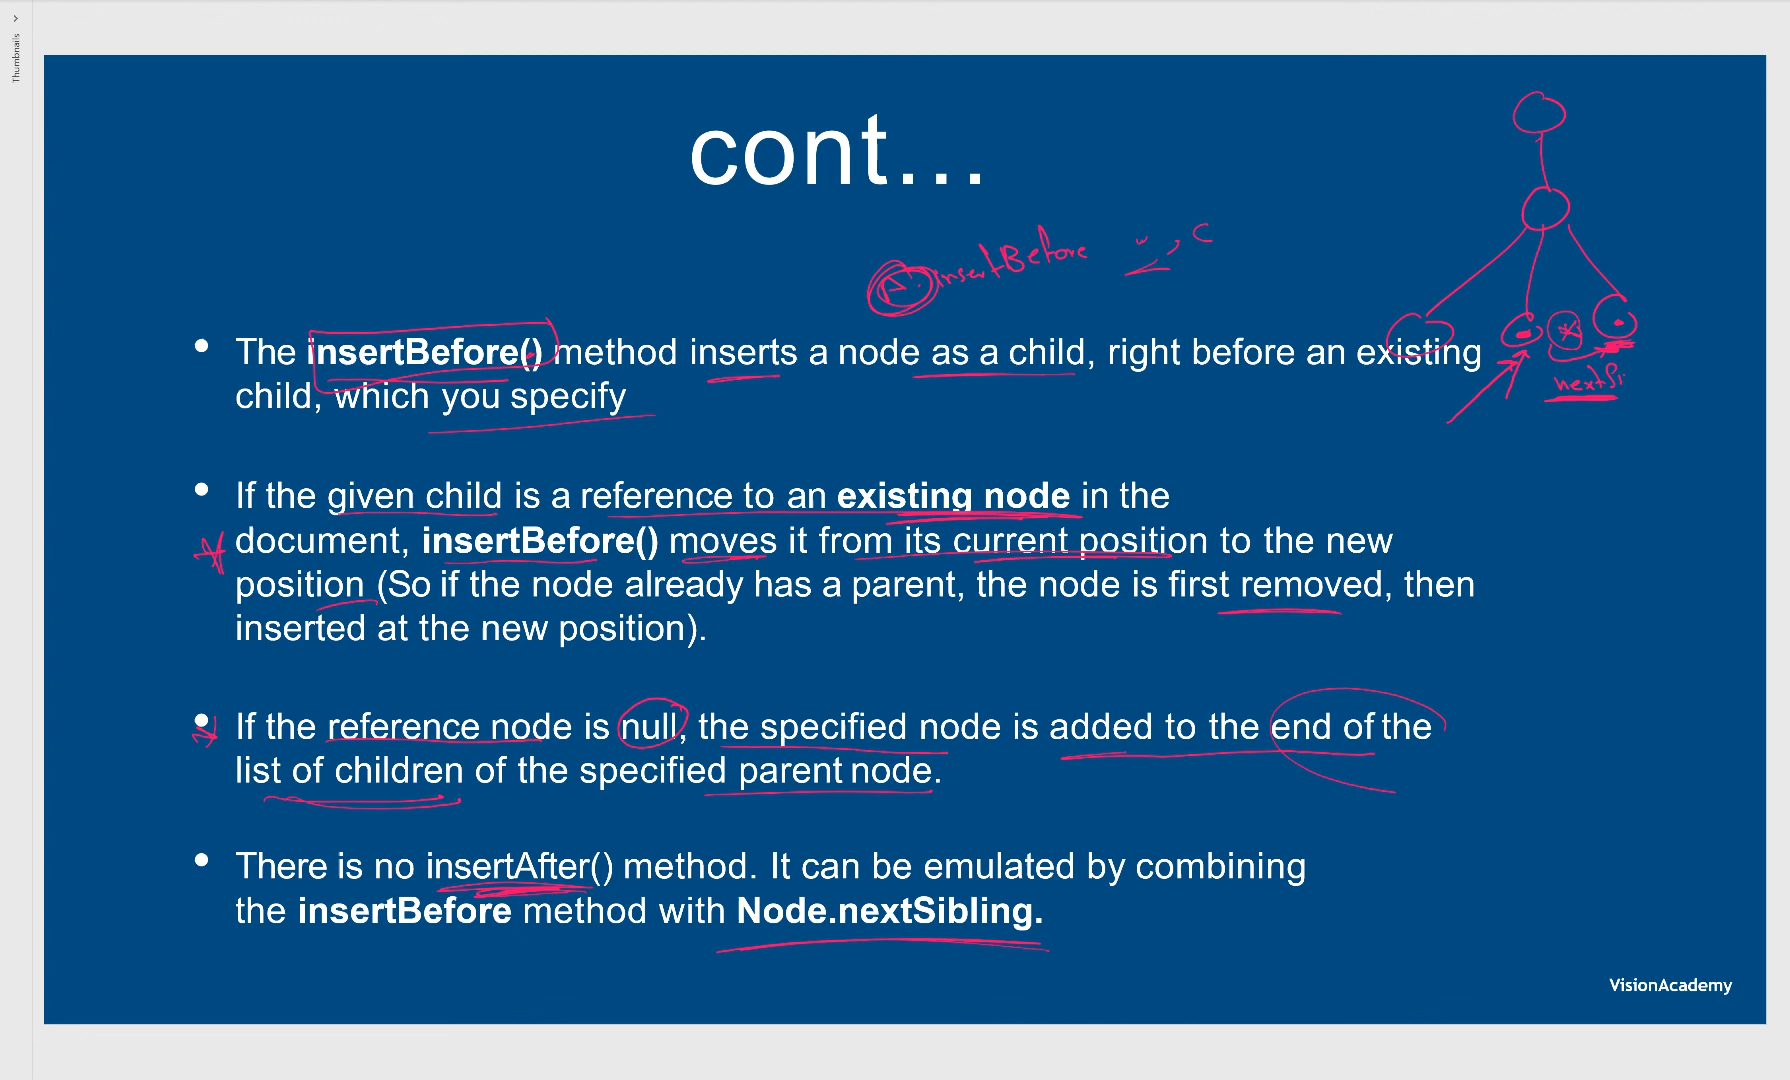 Thumbnails
cont...
insertBefore , C
• The insertBefore() method inserts a node as a child, right before an existing
child, which you specify
nextSi
• If the given child is a reference to an existing node in the
document, insertBefore() moves it from its current position to the new
position (So if the node already has a parent, the node is first removed, then
inserted at the new position).
• If the reference node is null, the specified node is added to the end of the
list of children of the specified parent node.
• There is no insertAfter() method. It can be emulated by combining
the insertBefore method with Node.nextSibling.
VisionAcademy